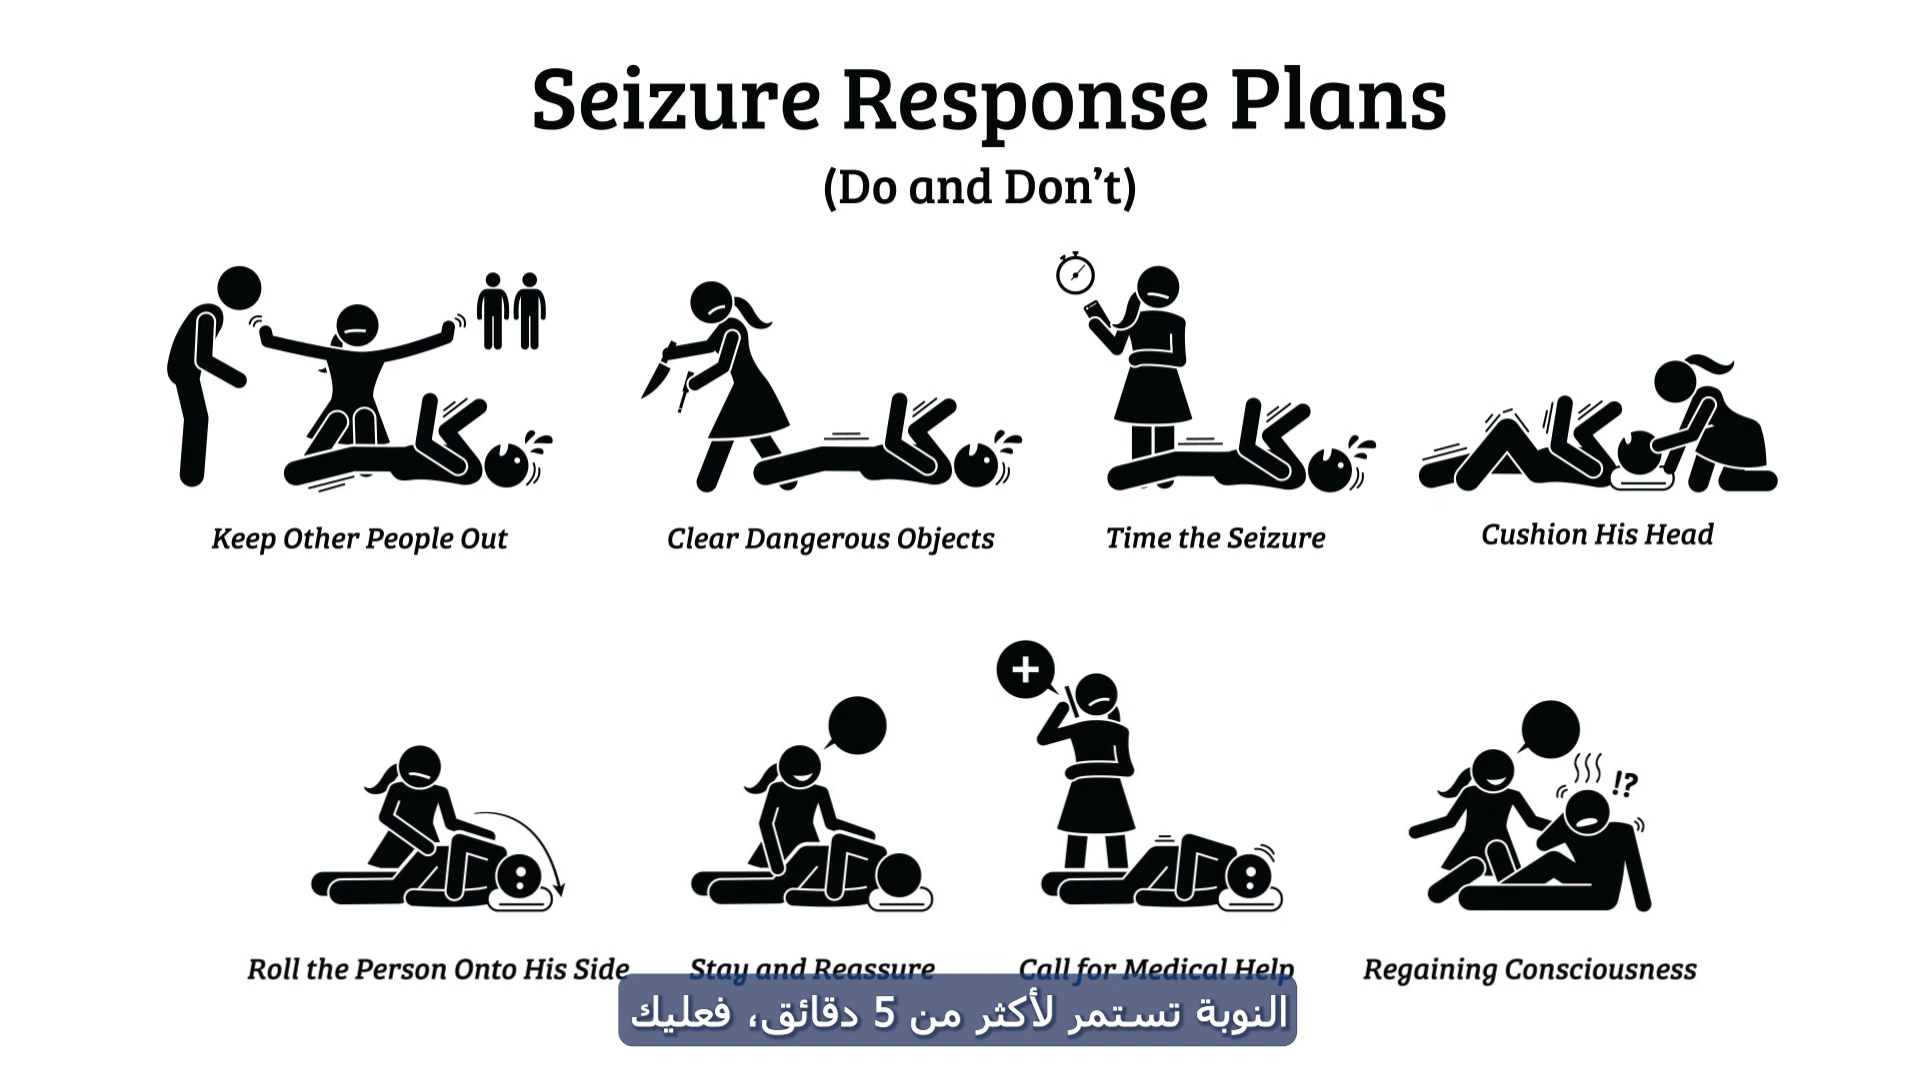 Seizure Response Plans
(Do and Don't)
!?
Keep Other People Out
Clear Dangerous Objects
Time the Seizure
Cushion His Head
Roll the Person Onto His Side
Stay and Reassure
Call for Medical Help
Regaining Consciousness
النوبة تستمر لأكثر من 5 دقائق، فعليك